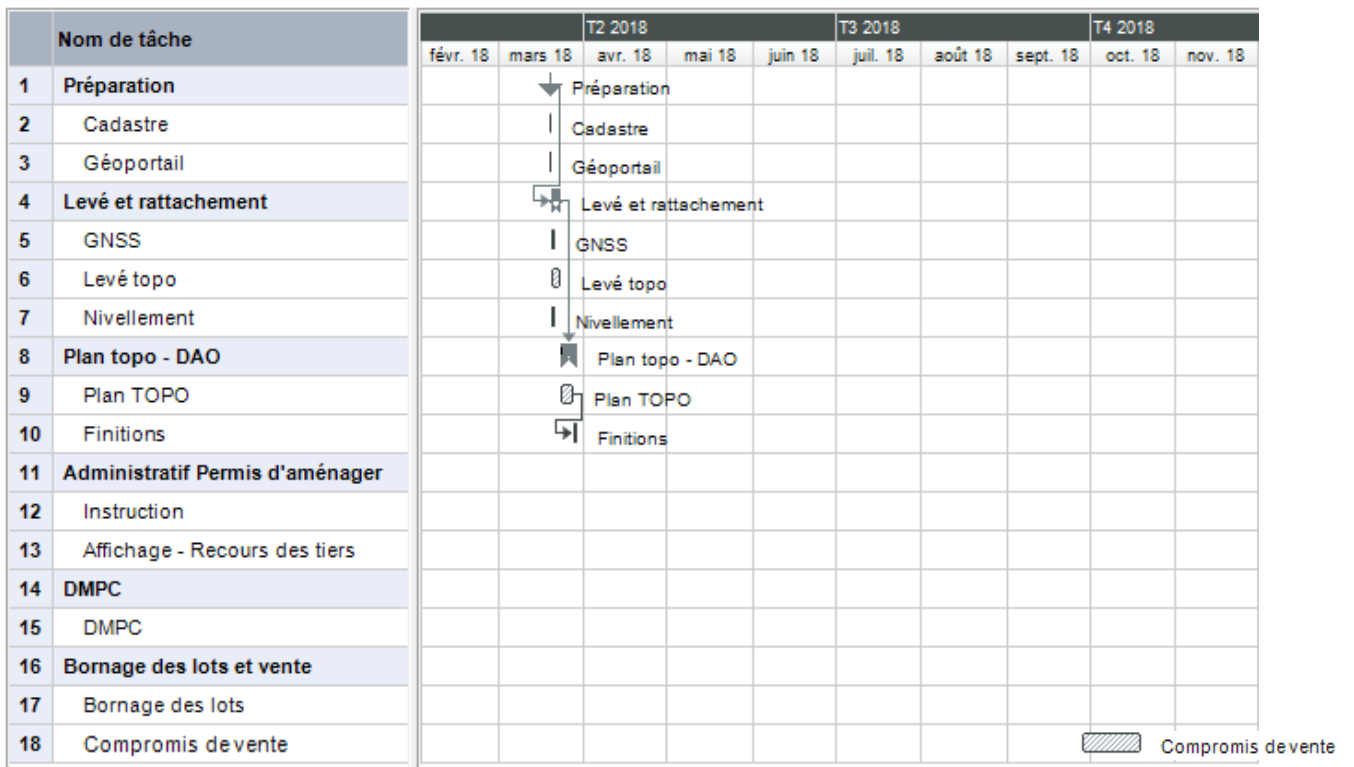 Nom de tâche
T2 2018 T3 2018 T4 2018
févr. 18 mars 18 avr. 18 mai 18 juin 18 juil. 18 août 18 sept. 18 oct. 18 nov. 18
1 Préparation Préparation
2 Cadastre Cadastre
3 Géoportail Géoportail
4 Levé et rattachement Levé et rattachement
5 GNSS GNSS
6 Levé topo Levé topo
7 Nivellement Nivellement
8 Plan topo - DAO Plan topo - DAO
9 Plan TOPO Plan TOPO
10 Finitions Finitions
11 Administratif Permis d'aménager
12 Instruction
13 Affichage - Recours des tiers
14 DMPC
15 DMPC
16 Bornage des lots et vente
17 Bornage des lots
18 Compromis de vente Compromis de vente